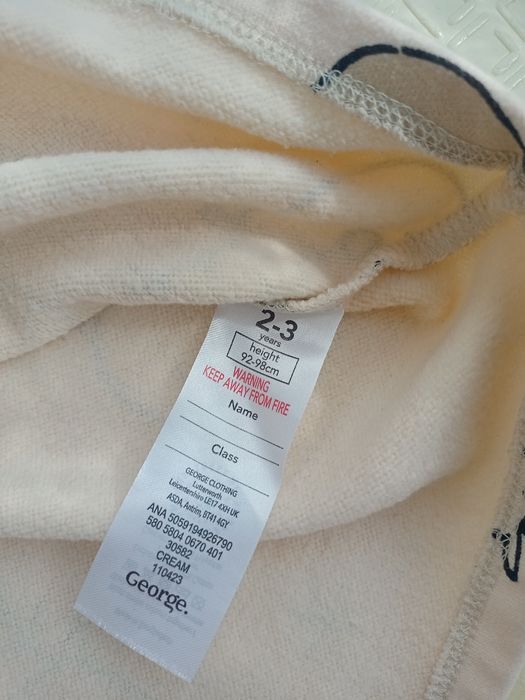 2-3
years
height
92-98cm
WARNING
KEEP AWAY FROM FIRE
Name
Class
GEORGE CLOTHING
Lutterworth
Leicestershire LE17 4XH UK
ASDA, Antrim, BT41 4GY
ANA 5059194926790
580 5804 0670 401
30582
CREAM
110423
George.